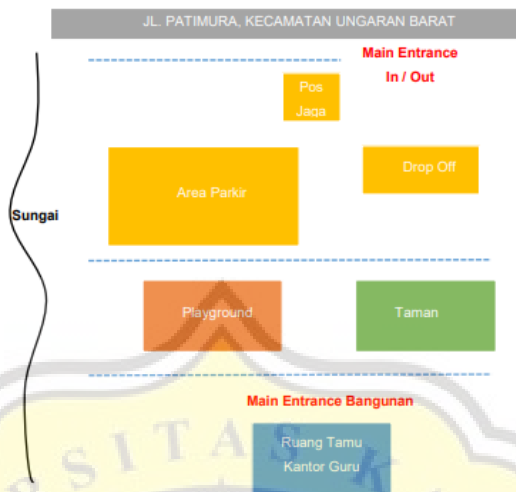 JL. PATIMURA, KECAMATAN UNGARAN BARAT
Main Entrance
In / Out
Pos
Jaga
Drop Off
Area Parkir
Sungai
Playground
Taman
Main Entrance Bangunan
Ruang Tamu
Kantor Guru
SITAS K